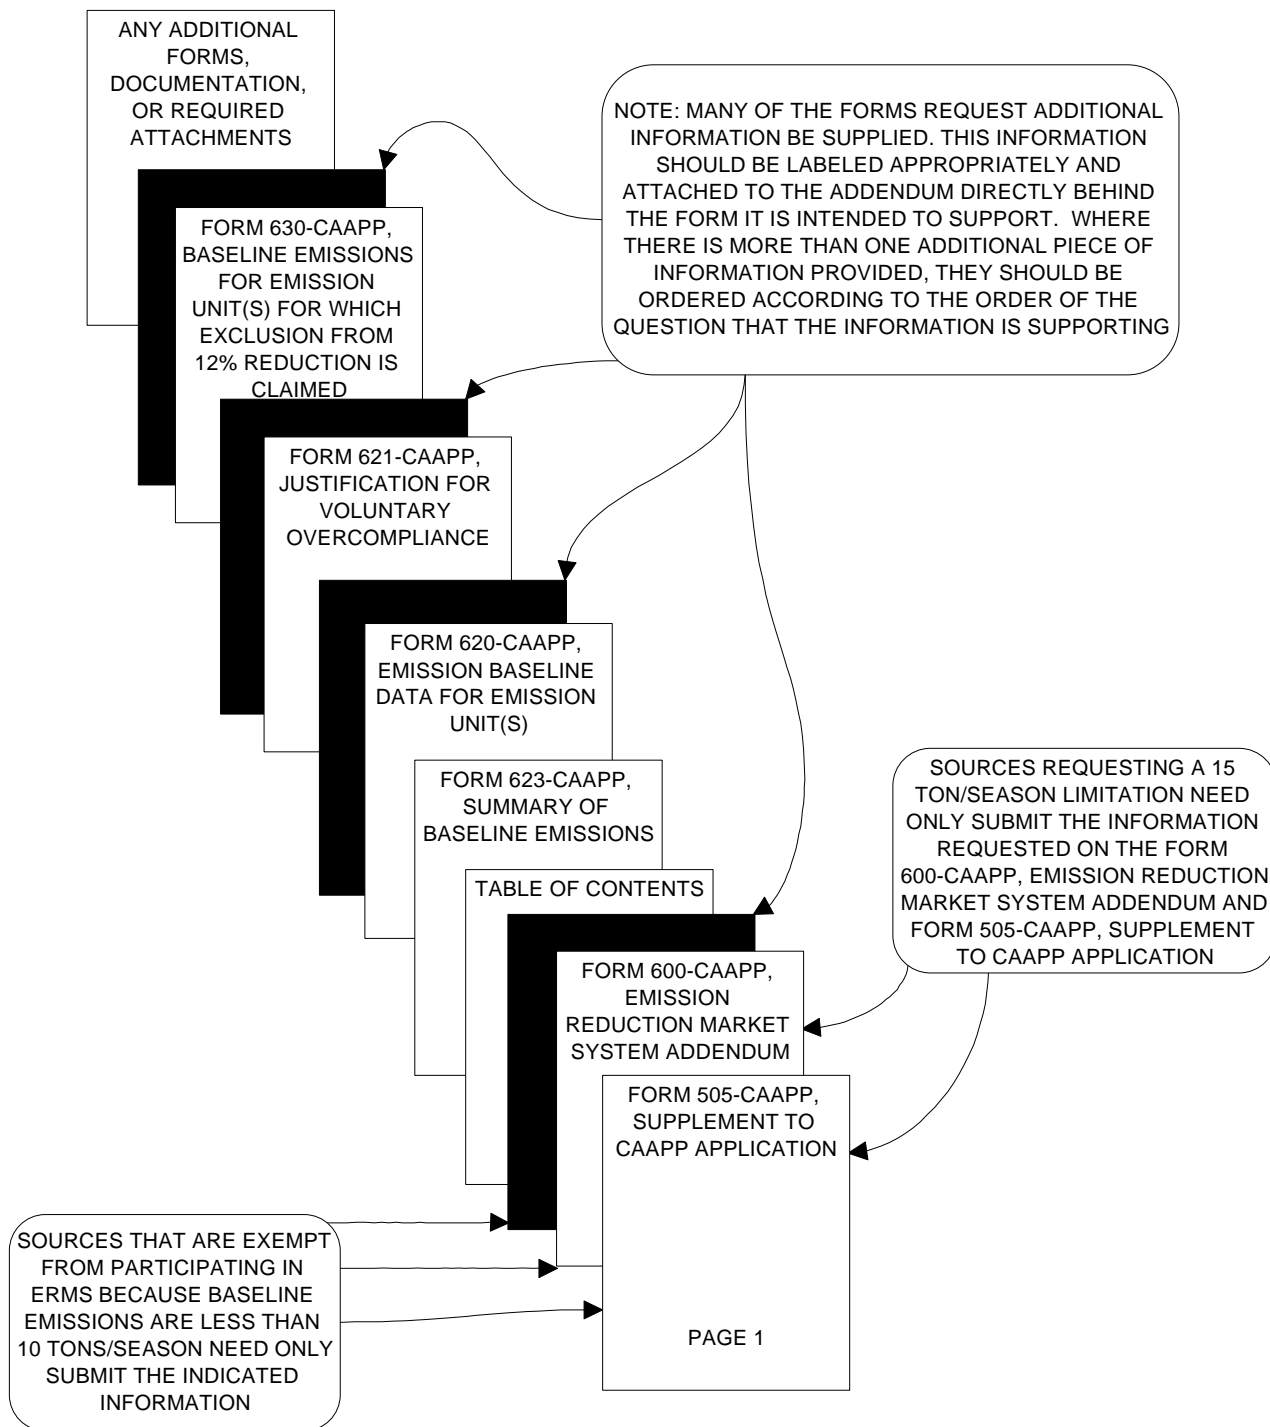 ANY ADDITIONAL
FORMS,
DOCUMENTATION,
OR REQUIRED
ATTACHMENTS
NOTE: MANY OF THE FORMS REQUEST ADDITIONAL
INFORMATION BE SUPPLIED. THIS INFORMATION
SHOULD BE LABELED APPROPRIATELY AND
ATTACHED TO THE ADDENDUM DIRECTLY BEHIND
THE FORM IT IS INTENDED TO SUPPORT.  WHERE
THERE IS MORE THAN ONE ADDITIONAL PIECE OF
INFORMATION PROVIDED, THEY SHOULD BE
ORDERED ACCORDING TO THE ORDER OF THE
QUESTION THAT THE INFORMATION IS SUPPORTING
FORM 630-CAAPP,
BASELINE EMISSIONS
FOR EMISSION
UNIT(S) FOR WHICH
EXCLUSION FROM
12% REDUCTION IS
CLAIMED
FORM 621-CAAPP,
JUSTIFICATION FOR
VOLUNTARY
OVERCOMPLIANCE
FORM 620-CAAPP,
EMISSION BASELINE
DATA FOR EMISSION
UNIT(S)
FORM 623-CAAPP,
SUMMARY OF
BASELINE EMISSIONS
TABLE OF CONTENTS
SOURCES REQUESTING A 15
TON/SEASON LIMITATION NEED
ONLY SUBMIT THE INFORMATION
REQUESTED ON THE FORM
600-CAAPP, EMISSION REDUCTION
MARKET SYSTEM ADDENDUM AND
FORM 505-CAAPP, SUPPLEMENT
TO CAAPP APPLICATION
FORM 600-CAAPP,
EMISSION
REDUCTION MARKET
SYSTEM ADDENDUM
FORM 505-CAAPP,
SUPPLEMENT TO
CAAPP APPLICATION
PAGE 1
SOURCES THAT ARE EXEMPT
FROM PARTICIPATING IN
ERMS BECAUSE BASELINE
EMISSIONS ARE LESS THAN
10 TONS/SEASON NEED ONLY
SUBMIT THE INDICATED
INFORMATION